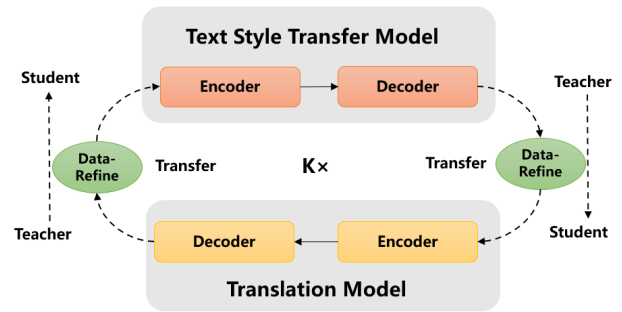 Text Style Transfer Model
Student
Encoder
Decoder
Teacher
Data-
Refine
Transfer
K×
Transfer
Data-
Refine
Teacher
Decoder
Encoder
Student
Translation Model